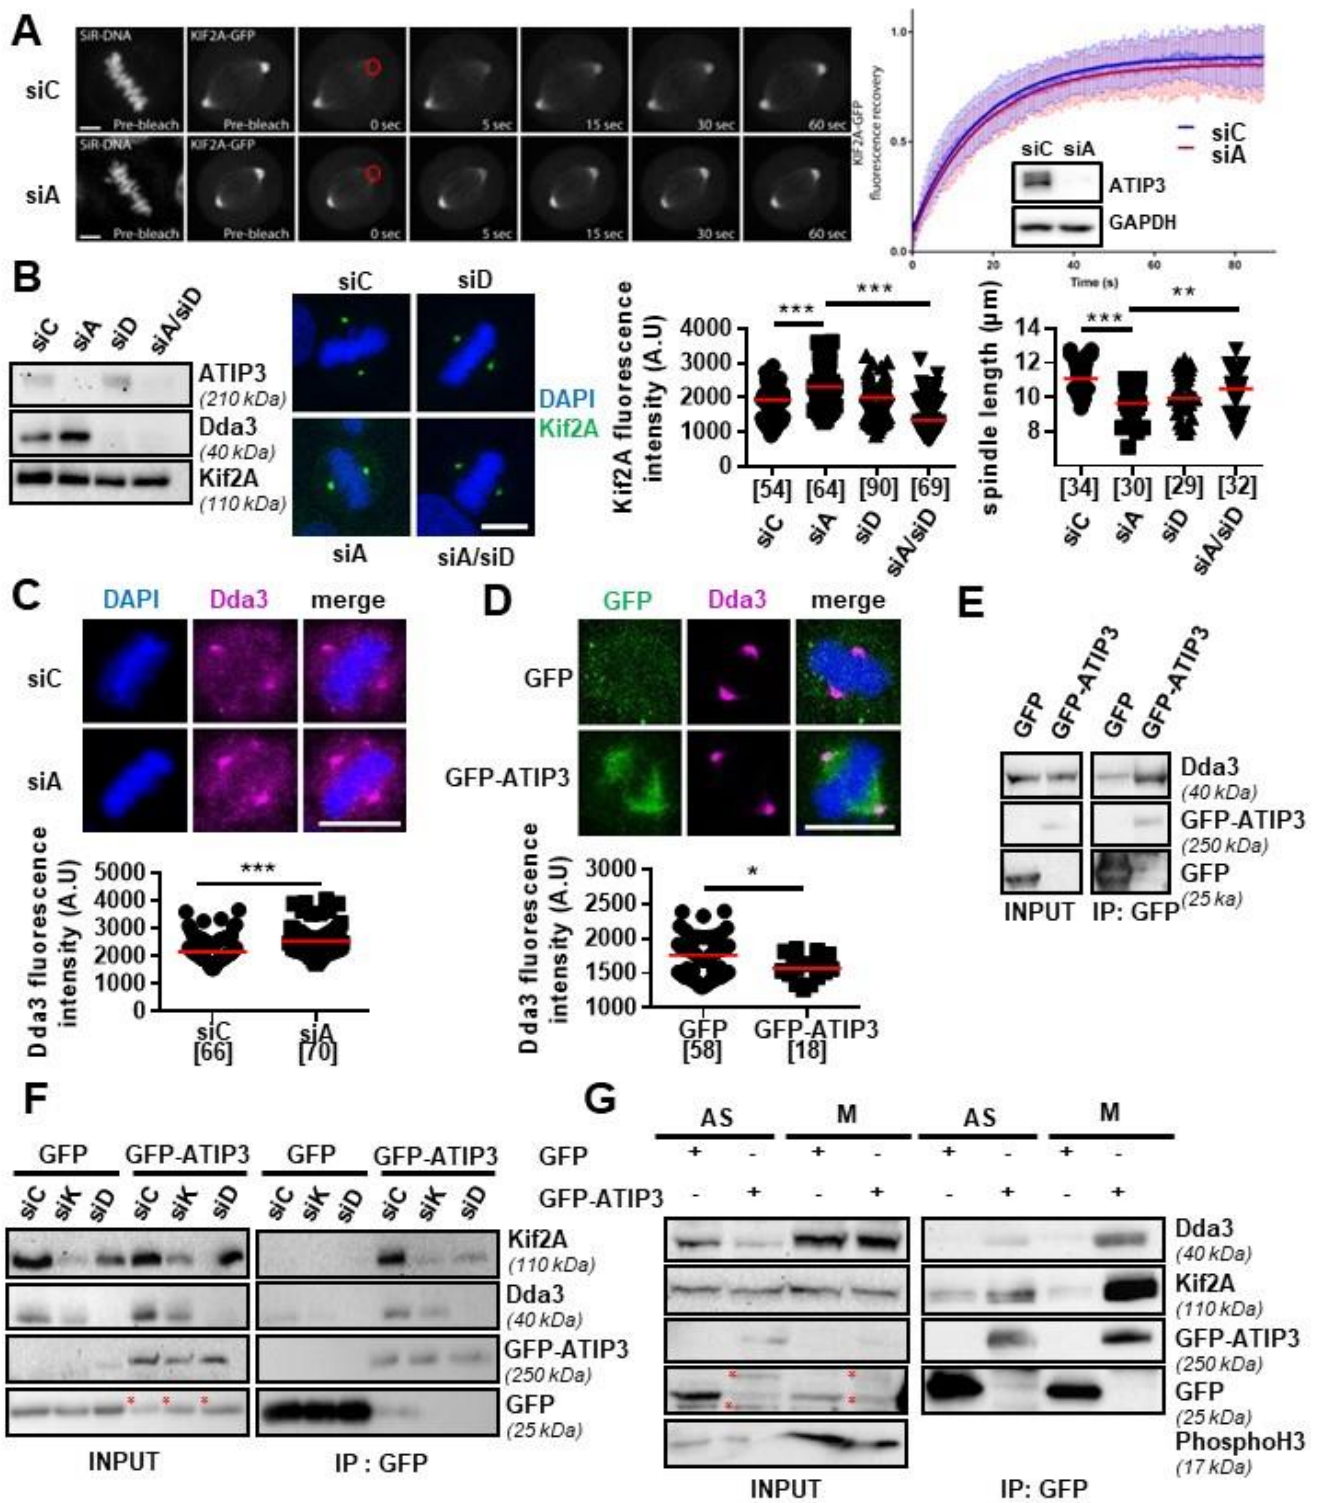 A
SiR-DNA KIF2A-GFP
siC
Pre-bleach Pre-bleach 0 sec 5 sec 15 sec 30 sec 60 sec
SiR-DNA KIF2A-GFP
siA
Pre-bleach Pre-bleach 0 sec 5 sec 15 sec 30 sec 60 sec
KIF2A-GFP
fluorescence recovery
1.0
0.5
0.0
0 20 40 60 80
Time (s)
siC
siA
siC siA
ATIP3
GAPDH
B
siC siA siD siA/siD
ATIP3
(210 kDa)
Dda3
(40 kDa)
Kif2A
(110 kDa)
siC siD
DAPI
Kif2A
siA siA/siD
Kif2A fluorescence
intensity (A.U)
4000
3000
2000
1000
0
*** ***
[54] [64] [90] [69]
siC siA siD siA/siD
spindle length (µm)
14
12
10
8
*** **
[34] [30] [29] [32]
siC siA siD siA/siD
C
DAPI Dda3 merge
siC
siA
Dda3 fluorescence
intensity (A.U)
5000
4000
3000
2000
1000
0
***
siC siA
[66] [70]
D
GFP Dda3 merge
GFP
GFP-ATIP3
Dda3 fluorescence
intensity (A.U)
3000
2500
2000
1500
1000
*
GFP GFP-ATIP3
[58] [18]
E
GFP GFP-ATIP3 GFP GFP-ATIP3
Dda3
(40 kDa)
GFP-ATIP3
(250 kDa)
GFP
(25 ka)
INPUT IP: GFP
F
GFP GFP-ATIP3 GFP GFP-ATIP3
siC siK siD siC siK siD siC siK siD siC siK siD
Kif2A
(110 kDa)
Dda3
(40 kDa)
GFP-ATIP3
(250 kDa)
* * *
GFP
(25 kDa)
INPUT IP : GFP
G
AS M AS M
GFP + - + - + - + -
GFP-ATIP3 - + - + - + - +
Dda3
(40 kDa)
Kif2A
(110 kDa)
GFP-ATIP3
(250 kDa)
* *
* *
GFP
(25 kDa)
PhosphoH3
(17 kDa)
INPUT IP: GFP